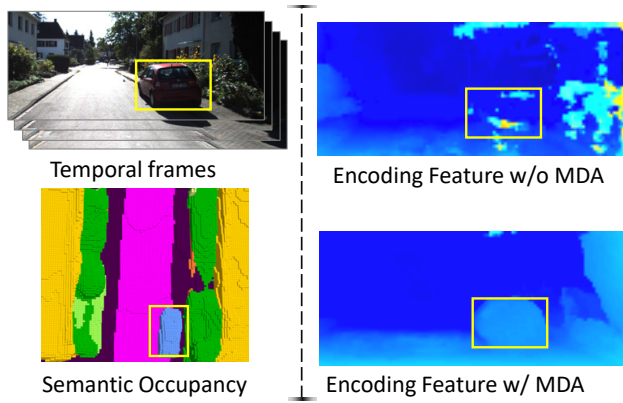 Temporal frames
Semantic Occupancy
Encoding Feature w/o MDA
Encoding Feature w/ MDA